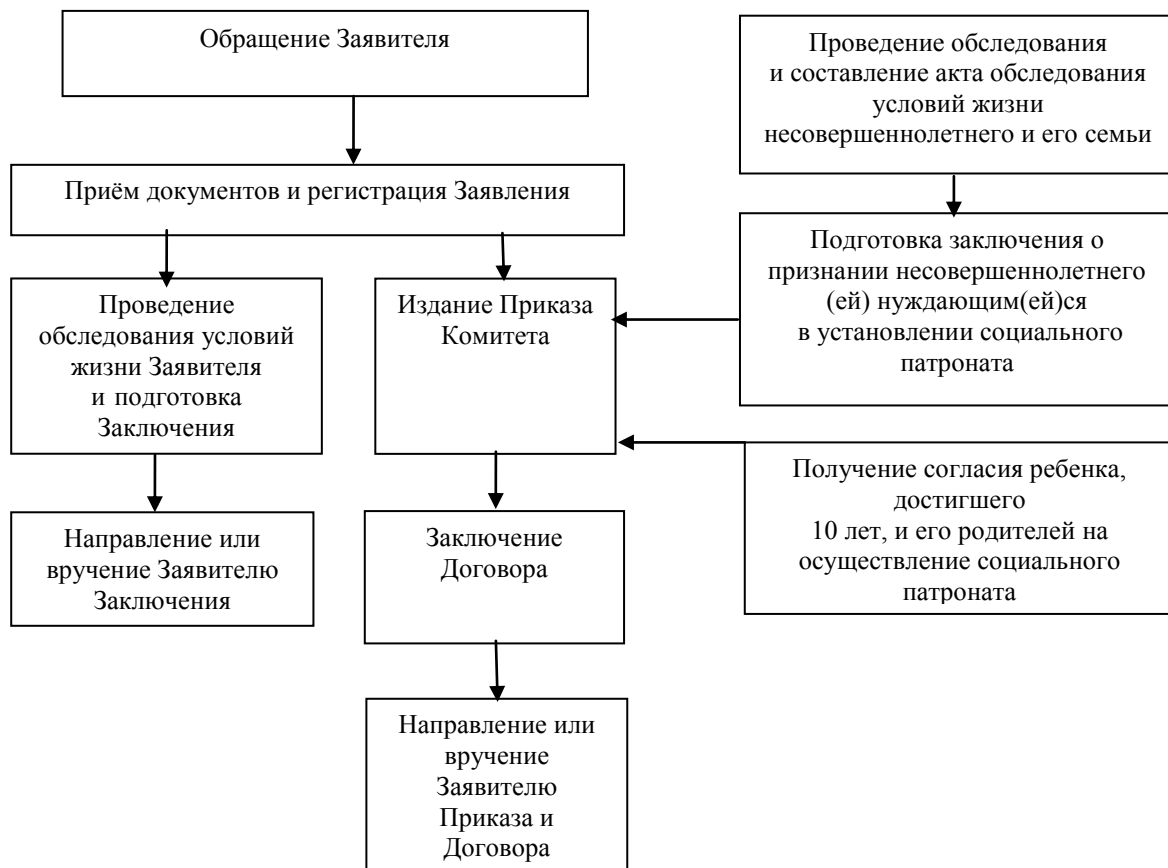 Обращение Заявителя
Приём документов и регистрация Заявления
Проведение
обследования условий
жизни Заявителя
и подготовка
Заключения
Направление или
вручение Заявителю
Заключения
Издание Приказа
Комитета
Заключение
Договора
Направление или
вручение
Заявителю
Приказа и
Договора
Проведение обследования
и составление акта обследования
условий жизни
несовершеннолетнего и его семьи
Подготовка заключения о
признании несовершеннолетнего
(ей) нуждающим(ей)ся
в установлении социального
патроната
Получение согласия ребенка,
достигшего
10 лет, и его родителей на
осуществление социального
патроната